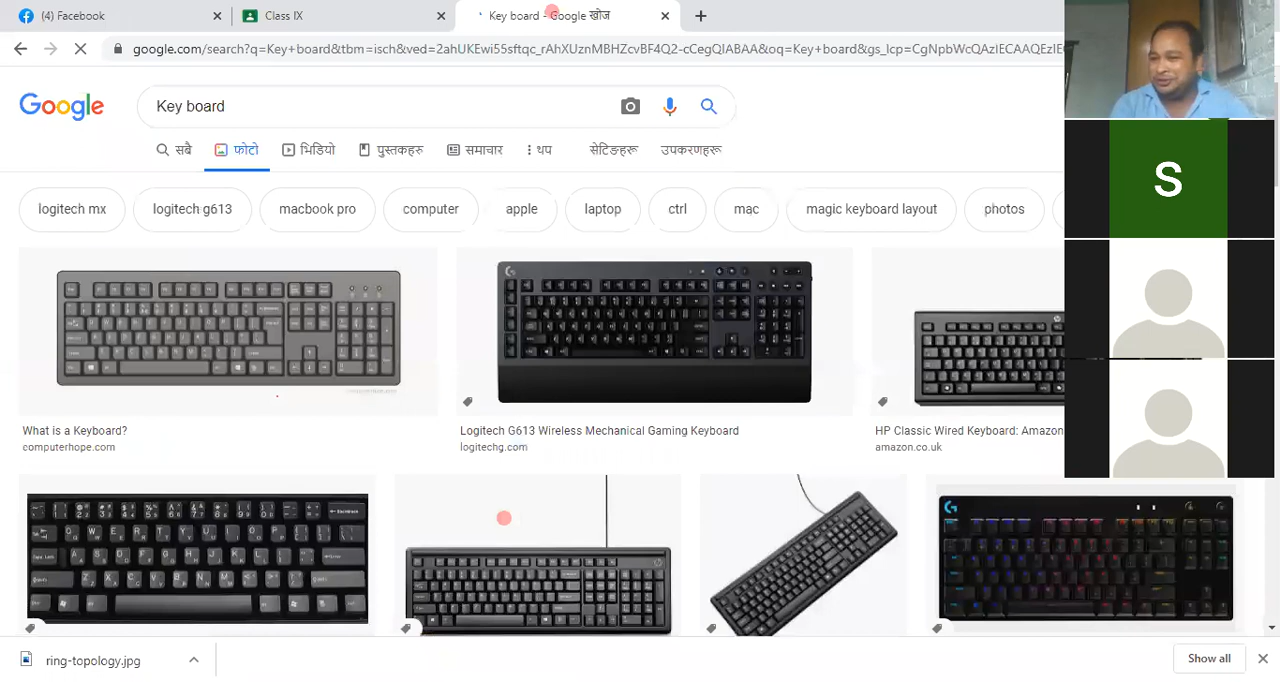 (4) Facebook
Class IX
Key board - Google खोज
google.com/search?q=Key+board&tbm=isch&ved=2ahUKEwi55sftqc_rAhXUznMBHZcvBF4Q2-cCegQIABAA&oq=Key+board&gs_lcp=CgNpbWcQAzIECAAQEzIE
Google
Key board
सबै
फोटो
भिडियो
पुस्तकहरु
समाचार
थप
सेटिङहरू
उपकरणहरू
logitech mx
logitech g613
macbook pro
computer
apple
laptop
ctrl
mac
magic keyboard layout
photos
S
What is a Keyboard?
computerhope.com
Logitech G613 Wireless Mechanical Gaming Keyboard
logitechg.com
HP Classic Wired Keyboard: Amazon
amazon.co.uk
ring-topology.jpg
Show all